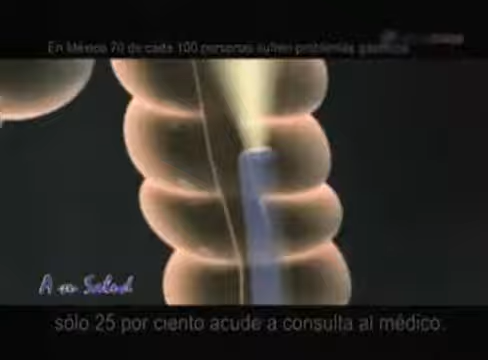 En México 70 de cada 100 personas sufren problemas gástricos
A su Salud
sólo 25 por ciento acude a consulta al médico.